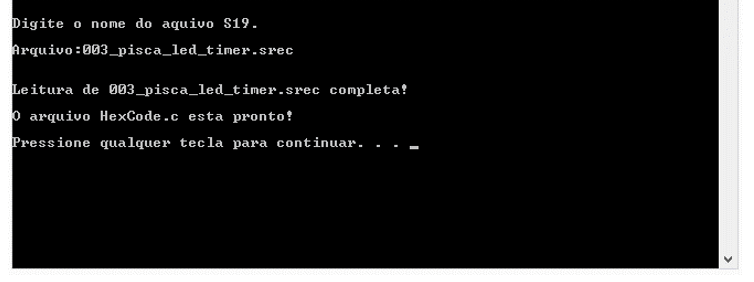 Digite o nome do aquivo S19.
Arquivo:003_pisca_led_timer.srec
Leitura de 003_pisca_led_timer.srec completa!
O arquivo HexCode.c esta pronto!
Pressione qualquer tecla para continuar. . . _